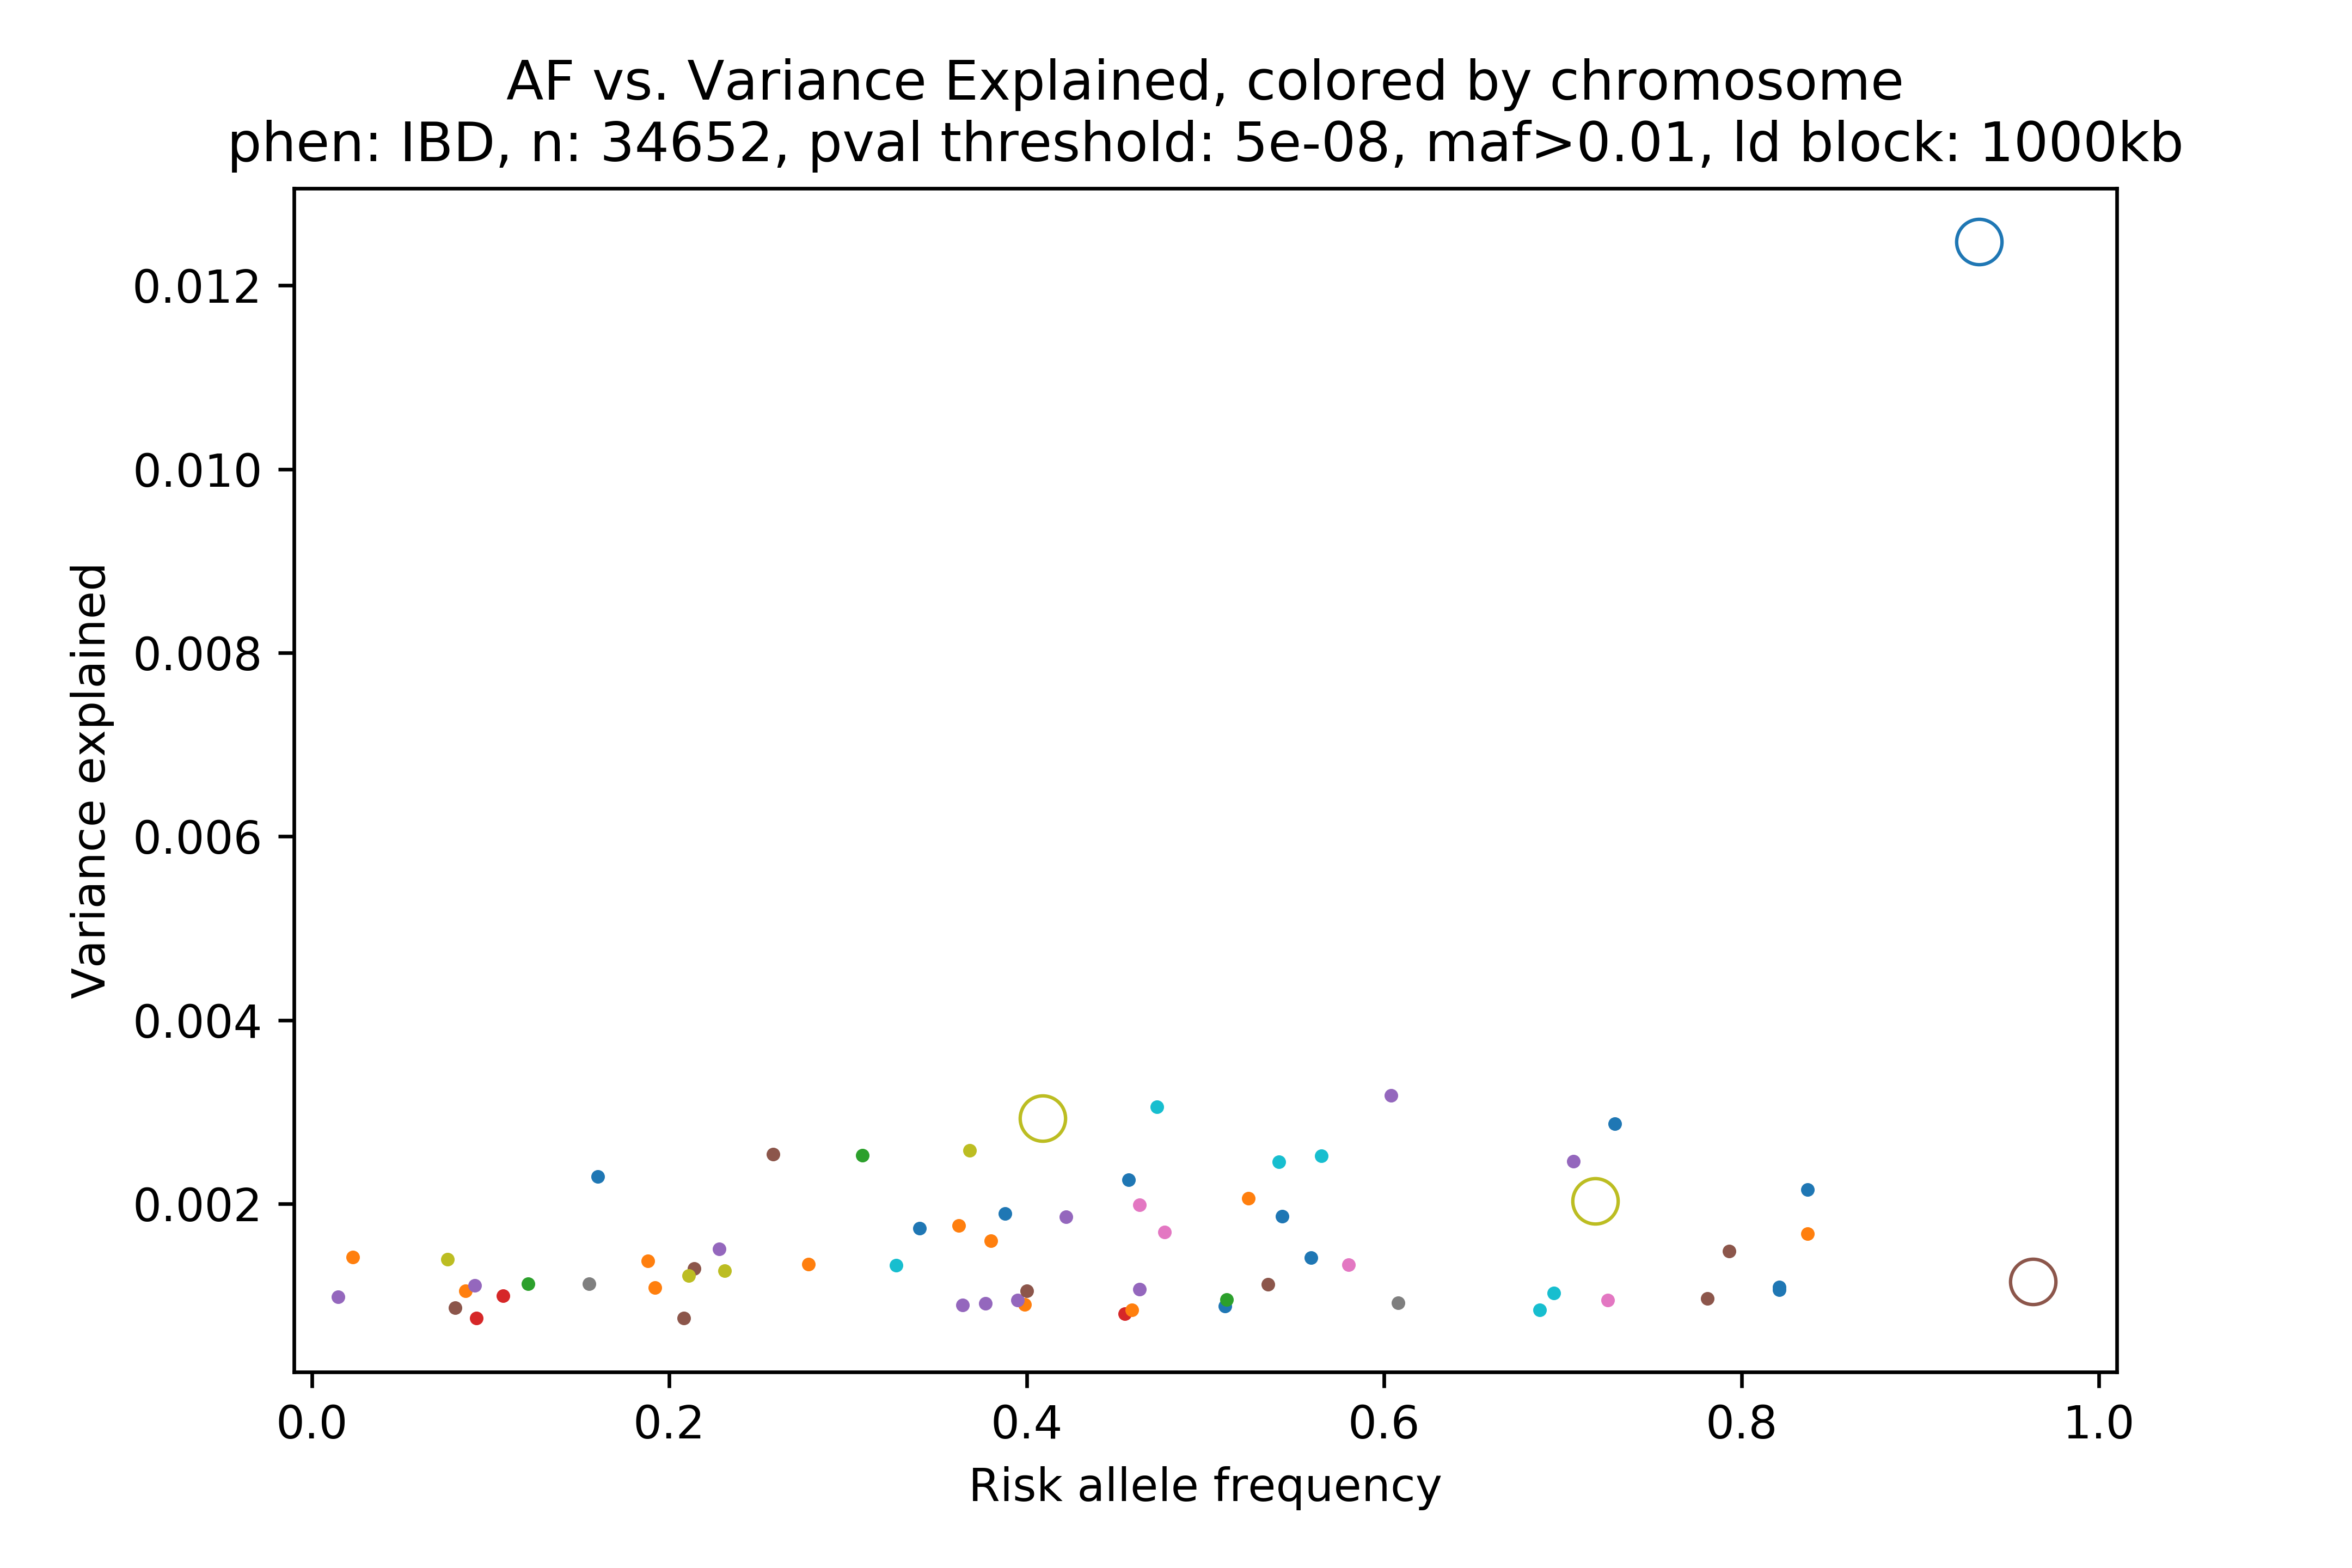 AF vs. Variance Explained, colored by chromosome
phen: IBD, n: 34652, pval threshold: 5e-08, maf>0.01, ld block: 1000kb
0.012
0.010
0.008
0.006
0.004
0.002
Variance explained
0.0 0.2 0.4 0.6 0.8 1.0
Risk allele frequency